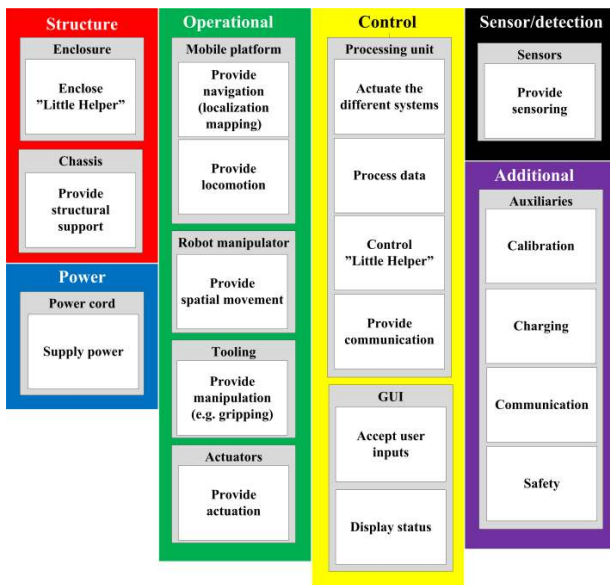 Structure
Enclosure
Enclose
”Little Helper”
Chassis
Provide
structural
support
Power
Power cord
Supply power
Operational
Mobile platform
Provide
navigation
(localization
mapping)
Provide
locomotion
Robot manipulator
Provide
spatial movement
Tooling
Provide
manipulation
(e.g. gripping)
Actuators
Provide
actuation
Control
Processing unit
Actuate the
different systems
Process data
Control
”Little Helper”
Provide
communication
GUI
Accept user
inputs
Display status
Sensor/detection
Sensors
Provide
sensoring
Additional
Auxiliaries
Calibration
Charging
Communication
Safety